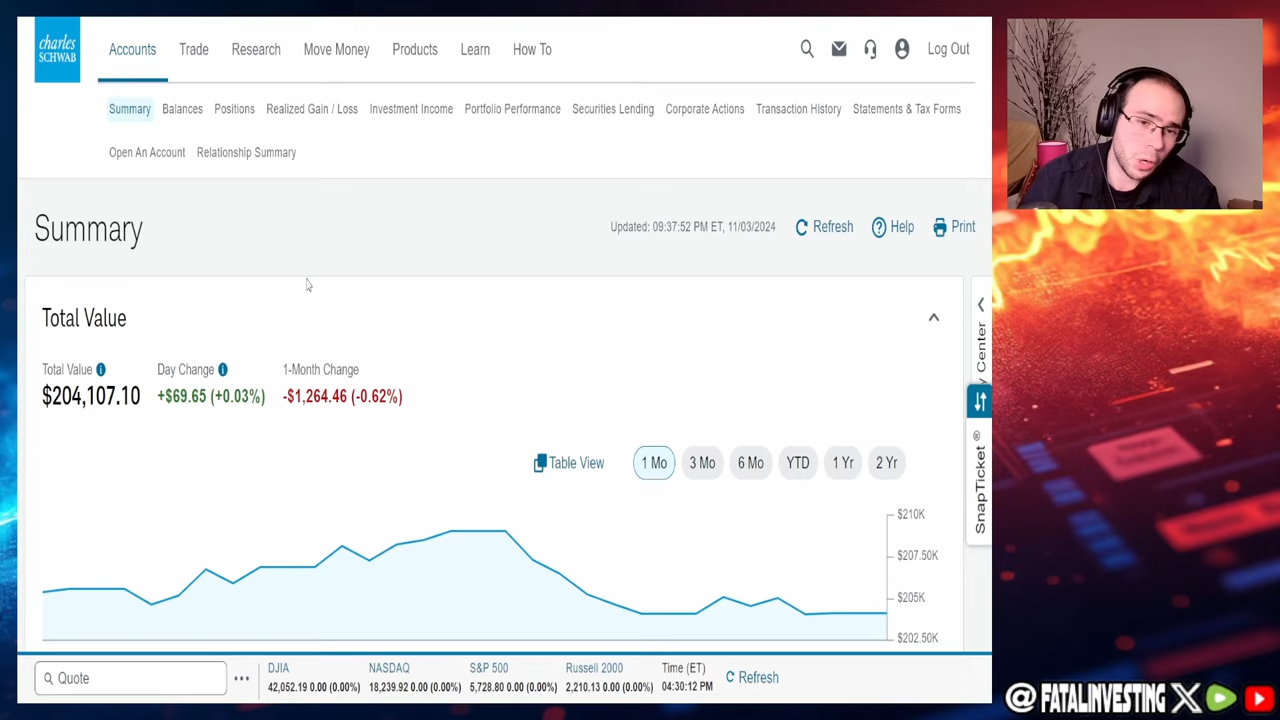 charles
SCHWAB
Accounts Trade Research Move Money Products Learn How To Log Out
Summary Balances Positions Realized Gain / Loss Investment Income Portfolio Performance Securities Lending Corporate Actions Transaction History Statements & Tax Forms
Open An Account Relationship Summary
Summary
Updated: 09:37:52 PM ET, 11/03/2024 Refresh Help Print
Total Value
Total Value Day Change 1-Month Change
$204,107.10 +$69.65 (+0.03%) -$1,264.46 (-0.62%)
Table View 1 Mo 3 Mo 6 Mo YTD 1 Yr 2 Yr
$210K
$207.50K
$205K
$202.50K
y Center
SnapTicket®
Quote
DJIA NASDAQ S&P 500 Russell 2000 Time (ET) Refresh
42,052.19 0.00 (0.00%) 18,239.92 0.00 (0.00%) 5,728.80 0.00 (0.00%) 2,210.13 0.00 (0.00%) 04:30:12 PM
@FATALINVESTING X